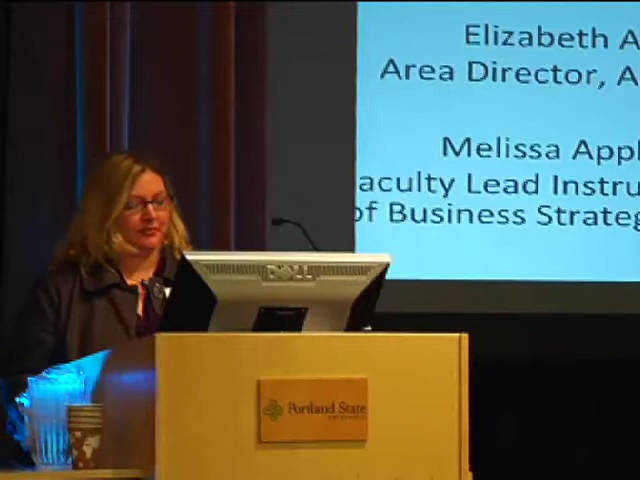 Elizabeth A
Area Director, A
Melissa Appl
aculty Lead Instru
of Business Strateg
DELL
Portland State